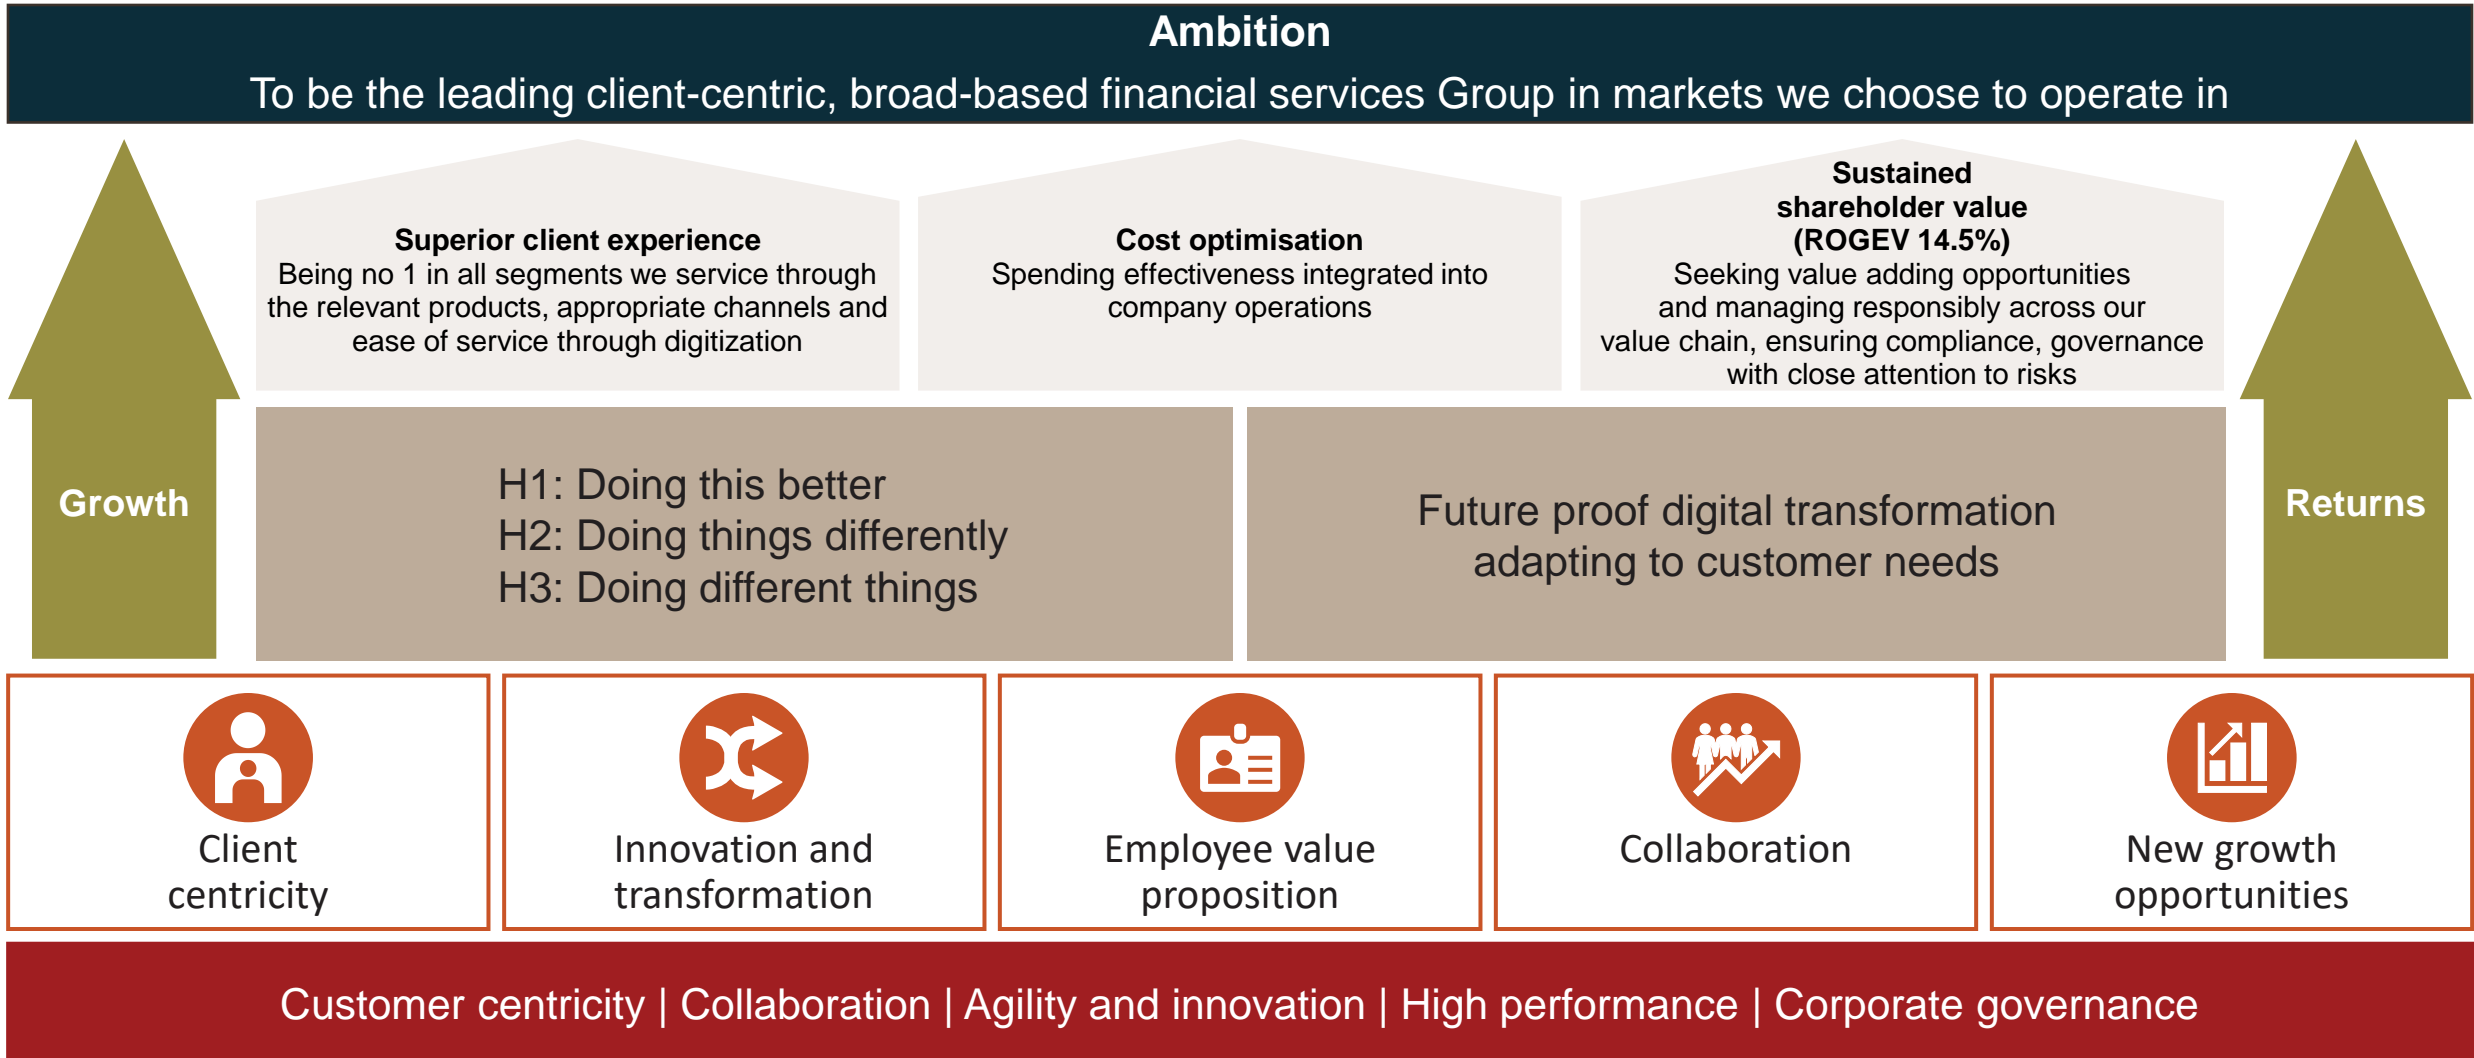 Ambition
To be the leading client-centric, broad-based financial services Group in markets we choose to operate in
Growth
Superior client experience
Being no 1 in all segments we service through
the relevant products, appropriate channels and
ease of service through digitization
Cost optimisation
Spending effectiveness integrated into
company operations
Sustained
shareholder value
(ROGEV 14.5%)
Seeking value adding opportunities
and managing responsibly across our
value chain, ensuring compliance, governance
with close attention to risks
Returns
H1: Doing this better
H2: Doing things differently
H3: Doing different things
Future proof digital transformation
adapting to customer needs
Client
centricity
Innovation and
transformation
Employee value
proposition
Collaboration
New growth
opportunities
Customer centricity | Collaboration | Agility and innovation | High performance | Corporate governance